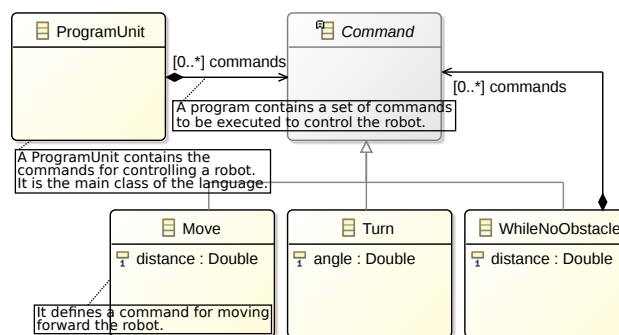 ProgramUnit
Command
[0..*] commands
[0..*] commands
A program contains a set of commands
to be executed to control the robot.
A ProgramUnit contains the
commands for controlling a robot.
It is the main class of the language.
Move
distance : Double
Turn
angle : Double
WhileNoObstacle
distance : Double
It defines a command for moving
forward the robot.